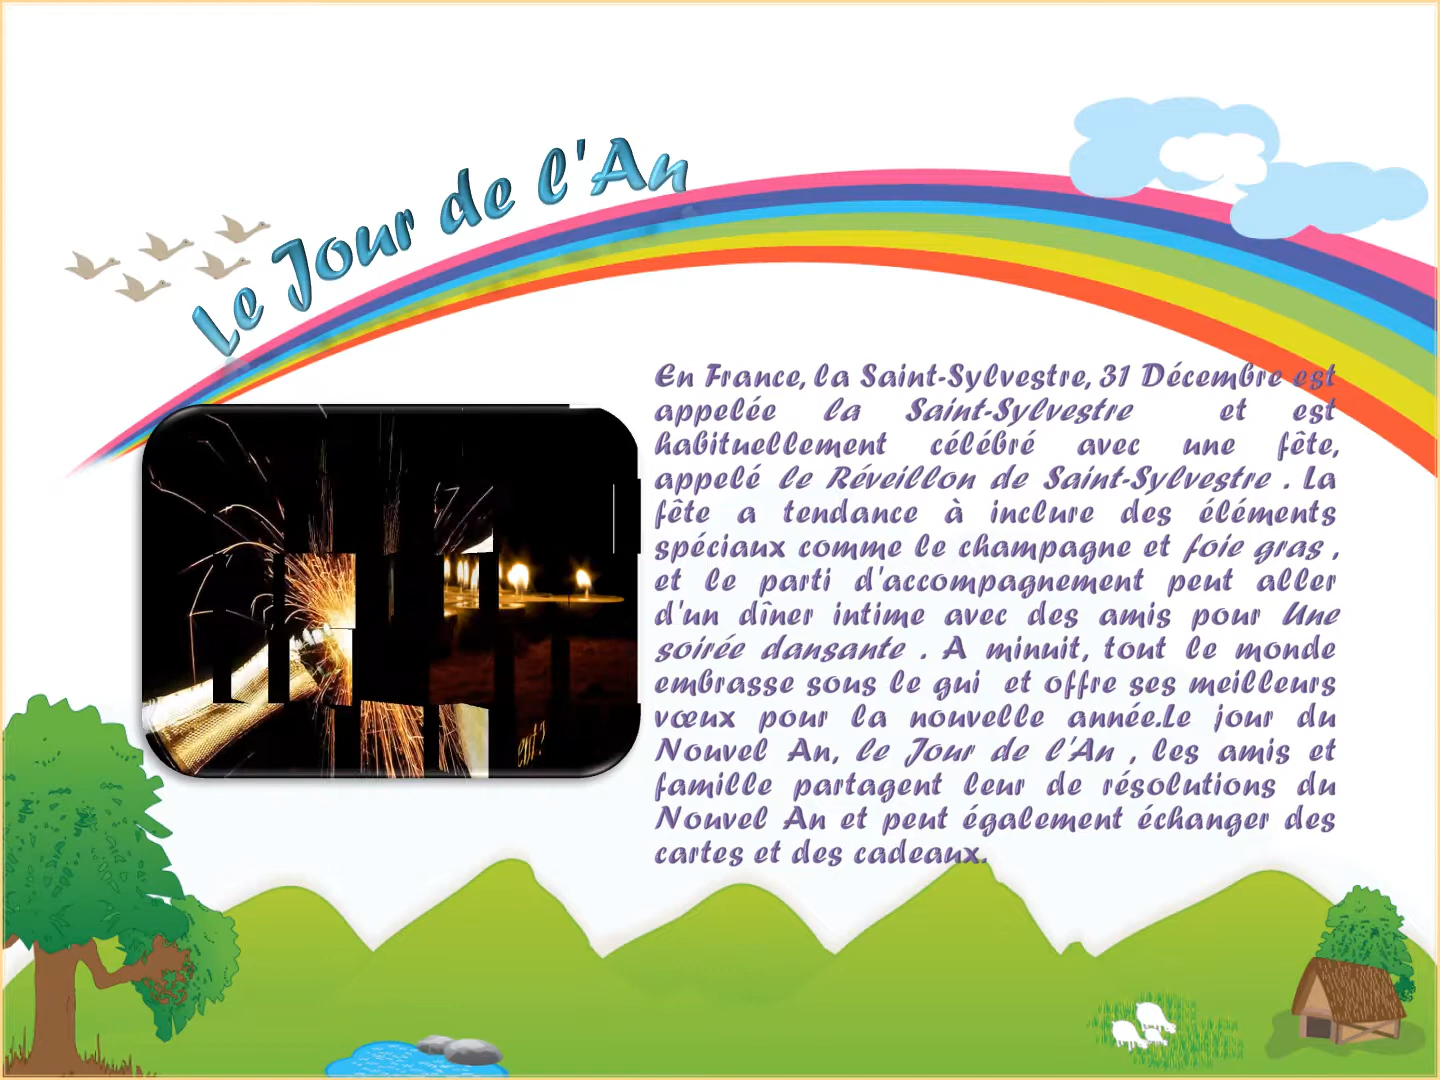 Le Jour de l'An
En France, la Saint-Sylvestre, 31 Décembre est
appelée la Saint-Sylvestre et est
habituellement célébré avec une fête,
appelé le Réveillon de Saint-Sylvestre . La
fête a tendance à inclure des éléments
spéciaux comme le champagne et foie gras ,
et le parti d'accompagnement peut aller
d'un dîner intime avec des amis pour Une
soirée dansante . A minuit, tout le monde
embrasse sous le gui et offre ses meilleurs
vœux pour la nouvelle année.Le jour du
Nouvel An, le Jour de l'An , les amis et
famille partagent leur de résolutions du
Nouvel An et peut également échanger des
cartes et des cadeaux.